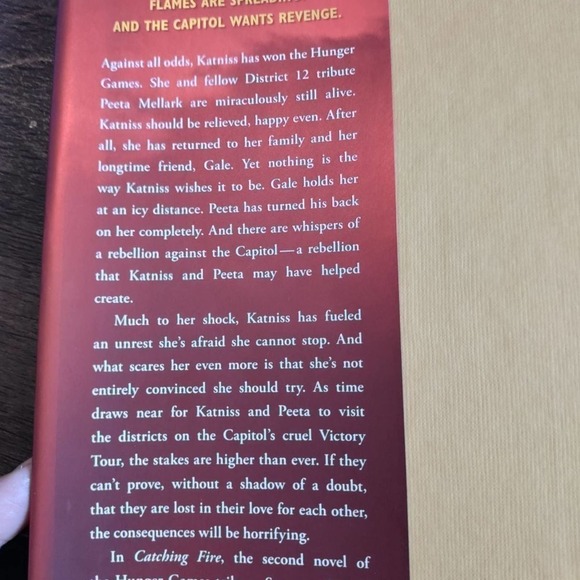 FLAMES ARE
AND THE CAPITOL WANTS REVENGE.
Against all odds, Katniss has won the Hunger
Games. She and fellow District 12 tribute
Peeta Mellark are miraculously still alive.
Katniss should be relieved, happy even. After
all, she has returned to her family and her
longtime friend, Gale. Yet nothing is the
way Katniss wishes it to be. Gale holds her
at an icy distance. Peeta has turned his back
on her completely. And there are whispers of
a rebellion against the Capitol—a rebellion
that Katniss and Peeta may have helped
create.
Much to her shock, Katniss has fueled
an unrest she's afraid she cannot stop. And
what scares her even more is that she's not
entirely convinced she should try. As time
draws near for Katniss and Peeta to visit
the districts on the Capitol's cruel Victory
Tour, the stakes are higher than ever. If they
can't prove, without a shadow of a doubt,
that they are lost in their love for each other,
the consequences will be horrifying.
In Catching Fire, the second novel of
the Hunger Games